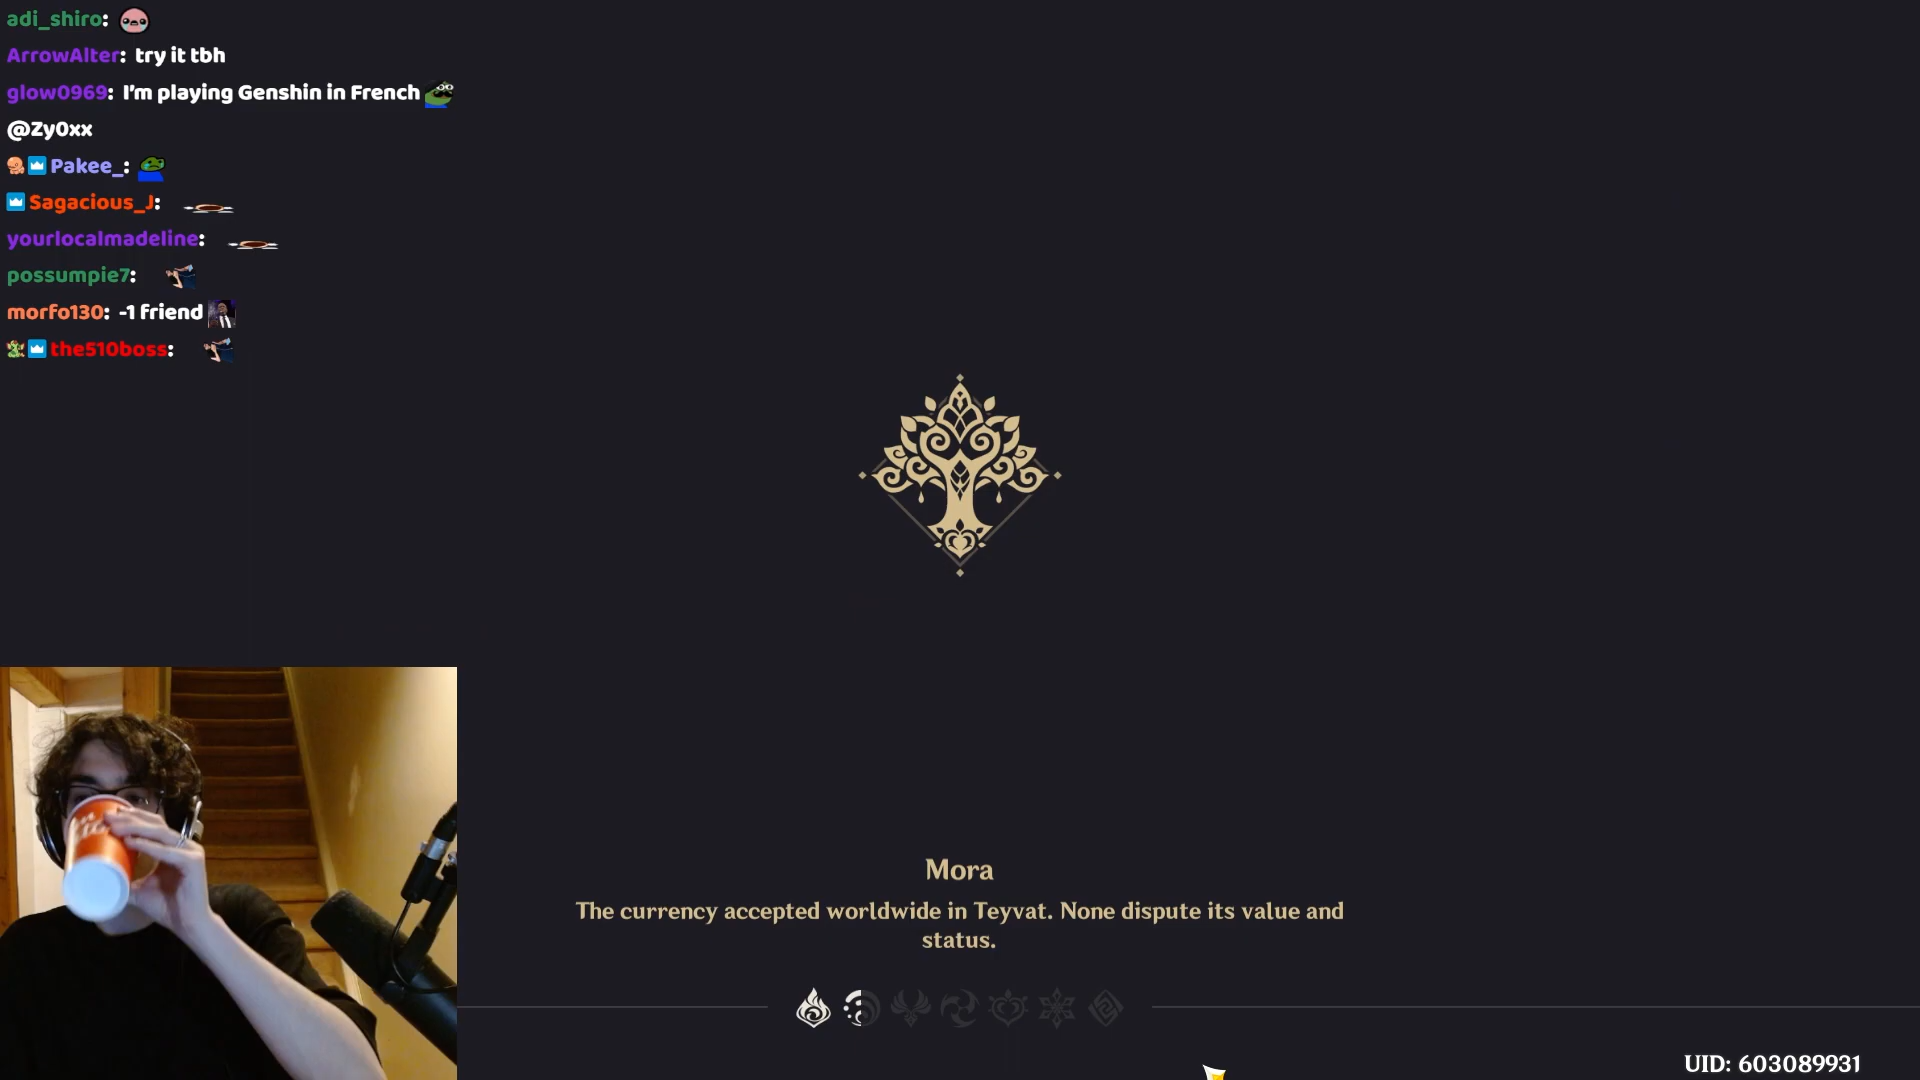 adi_shiro:
ArrowAlter: try it tbh
glow0969: I'm playing Genshin in French
@Zy0xx
Pakee_:
Sagacious_J:
yourlocalmadeline:
possumpie7:
morfo130: -1 friend
the510boss:
Mora
The currency accepted worldwide in Teyvat. None dispute its value and
status.
UID: 603089931